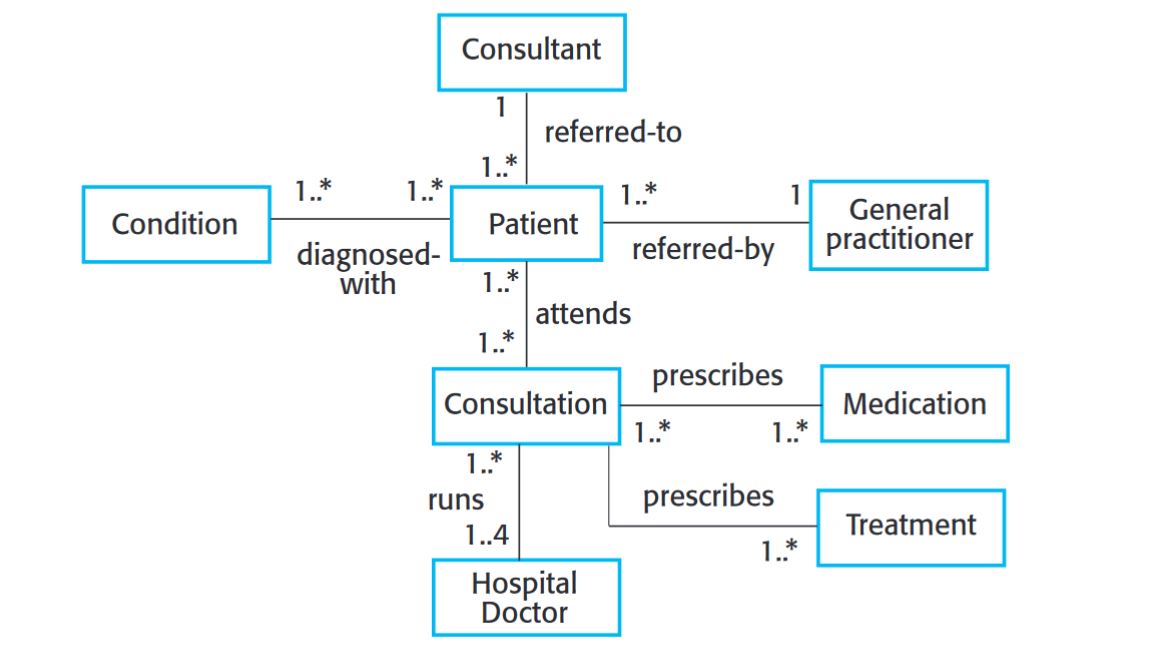 Consultant
1
referred-to
1..*
1..*
1..*
1..*
1
Condition
Patient
General
practitioner
diagnosed-
with
referred-by
1..*
attends
1..*
prescribes
Consultation
Medication
1..*
1..*
1..*
runs
prescribes
1..4
Treatment
1..*
Hospital
Doctor